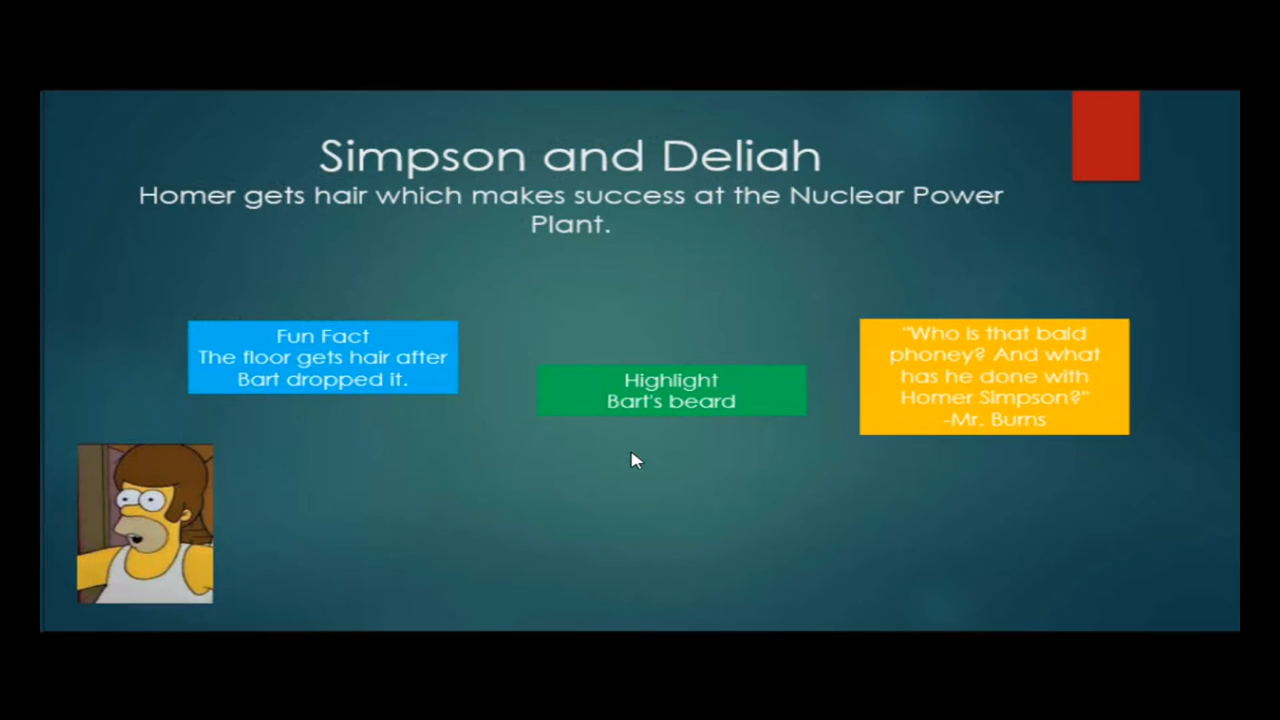 Simpson and Deliah
Homer gets hair which makes success at the Nuclear Power
Plant.
Fun Fact
The floor gets hair after
Bart dropped it.
Highlight
Bart's beard
"Who is that bald
phoney? And what
has he done with
Homer Simpson?"
-Mr. Burns